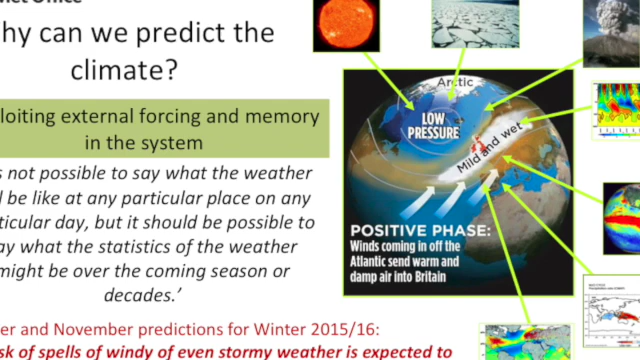 hy can we predict the
climate?
loiting external forcing and memory
in the system
s not possible to say what the weather
l be like at any particular place on any
ticular day, but it should be possible to
ay what the statistics of the weather
might be over the coming season or
decades.'
er and November predictions for Winter 2015/16:
sk of spells of windy of even stormy weather is expected to
Arctic
LOW
PRESSURE
Mild and wet
POSITIVE PHASE:
Winds coming in off the
Atlantic send warm and
damp air into Britain